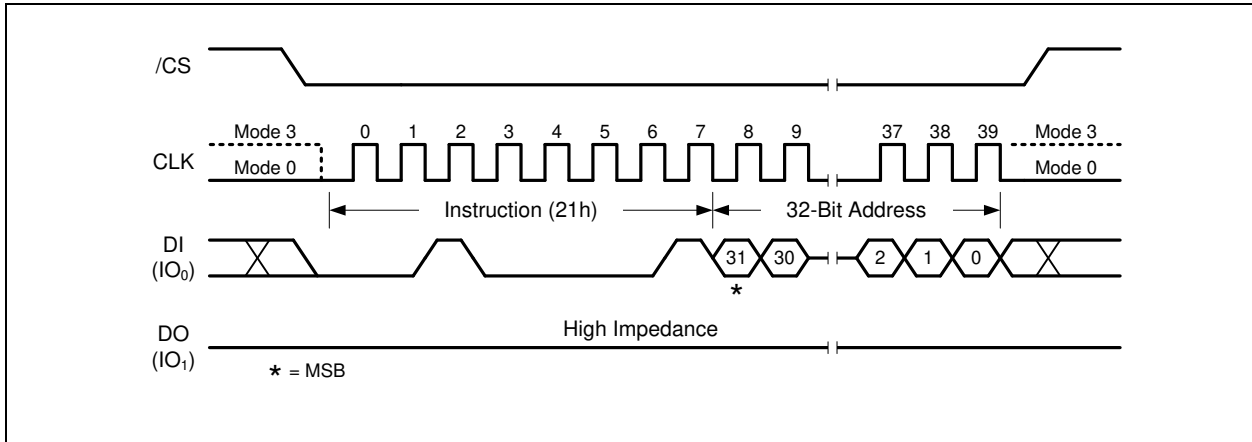 /CS
Mode 3 0 1 2 3 4 5 6 7 8 9 37 38 39 Mode 3
CLK
Mode 0 Mode 0
Instruction (21h) 32-Bit Address
DI
(IO₀)
31 30 2 1 0
*
High Impedance
DO
(IO₁)
* = MSB